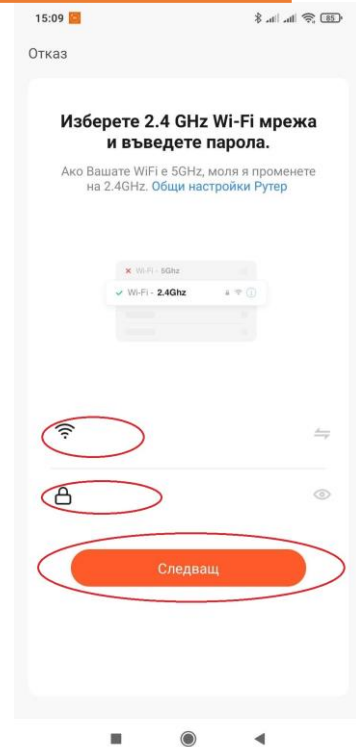 15:09
85
Отказ
Изберете 2.4 GHz Wi-Fi мрежа
и въведете парола.
Ако Вашате WiFi е 5GHz, моля я променете
на 2.4GHz. Общи настройки Рутер
Wi-Fi - 5Ghz
Wi-Fi - 2.4Ghz
Следващ